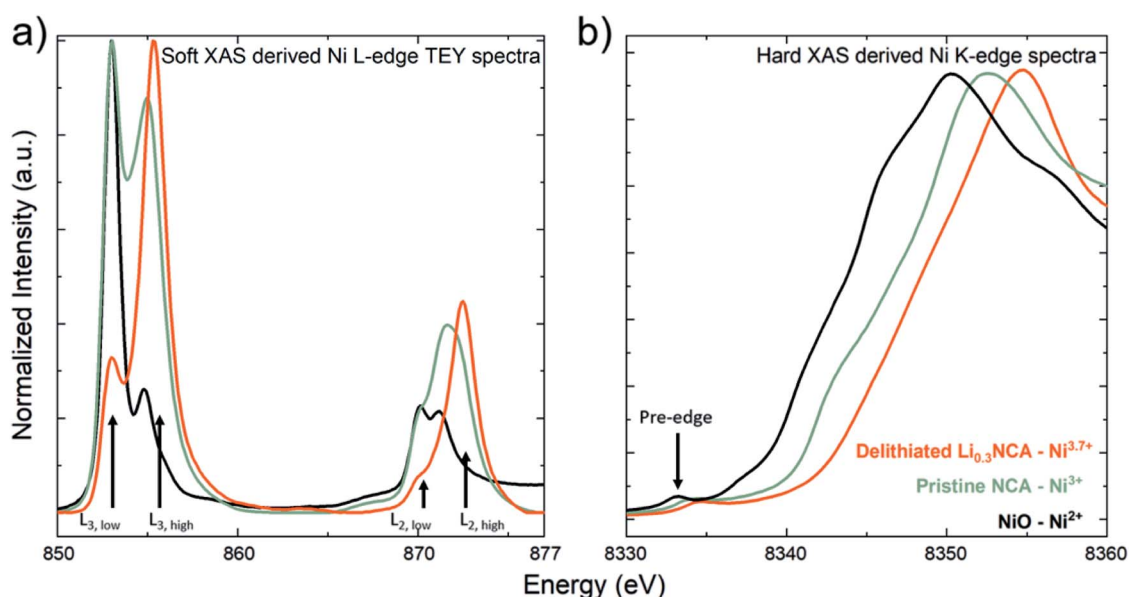 a)
Soft XAS derived Ni L-edge TEY spectra
Normalized Intensity (a.u.)
L3, low
L3, high
L2, low
L2, high
850
860
870
877
b)
Hard XAS derived Ni K-edge spectra
Pre-edge
Delithiated Li0.3NCA - Ni3.7+
Pristine NCA - Ni3+
NiO - Ni2+
8330
8340
8350
8360
Energy (eV)